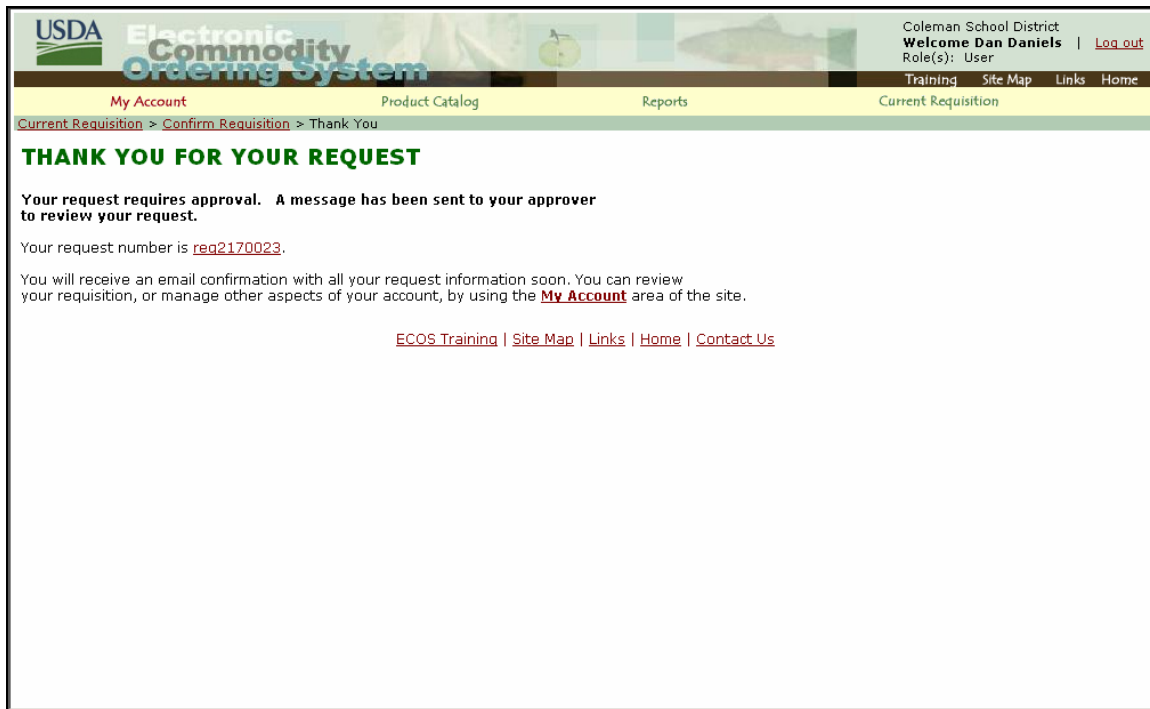 USDA
Electronic
Commodity
Ordering System
Coleman School District
Welcome Dan Daniels | Log out
Role(s): User
Training Site Map Links Home
My Account Product Catalog Reports Current Requisition
Current Requisition > Confirm Requisition > Thank You
THANK YOU FOR YOUR REQUEST
Your request requires approval. A message has been sent to your approver
to review your request.
Your request number is req2170023.
You will receive an email confirmation with all your request information soon. You can review
your requisition, or manage other aspects of your account, by using the My Account area of the site.
ECOS Training | Site Map | Links | Home | Contact Us